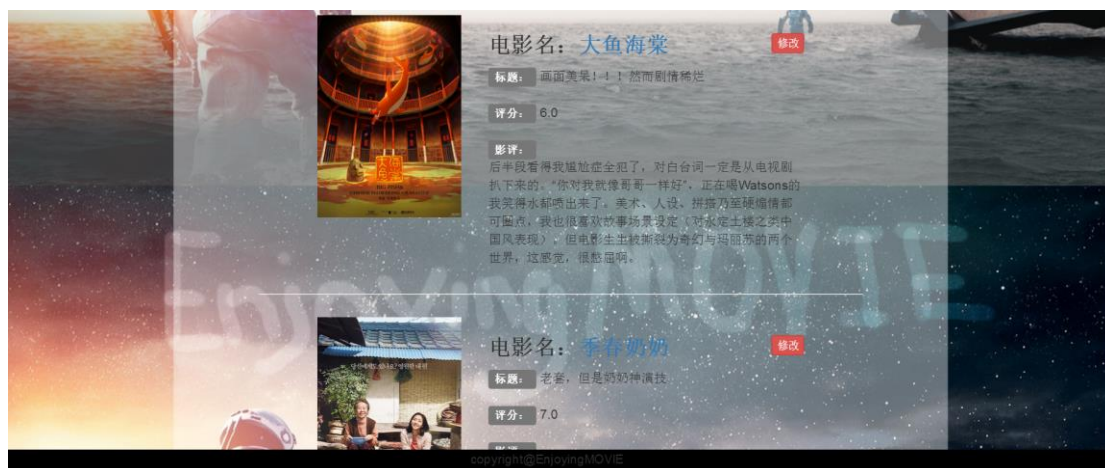 电影名：大鱼海棠
修改
标题： 画面美集！！！然而剧情稀烂
评分： 6.0
影评：
后半段看得我尴尬症全犯了，对白台词一定是从电视剧
扒下来的。“你对我就像哥哥一样好”，正在喝Watsons的
我笑得水都喷出来了。美术、人设、拼搭乃至硬煽情都
可圈点，我也很喜欢故事场景设定（对永定土楼之类中
国风表现），但电影生生被撕裂为奇幻与玛丽苏的两个
世界，这感觉，很憋屈啊。
Enjoying/MOVIE
电影名：季春奶奶
修改
标题： 老套，但是奶奶神演技
评分： 7.0
影评：
copyright@EnjoyingMOVIE